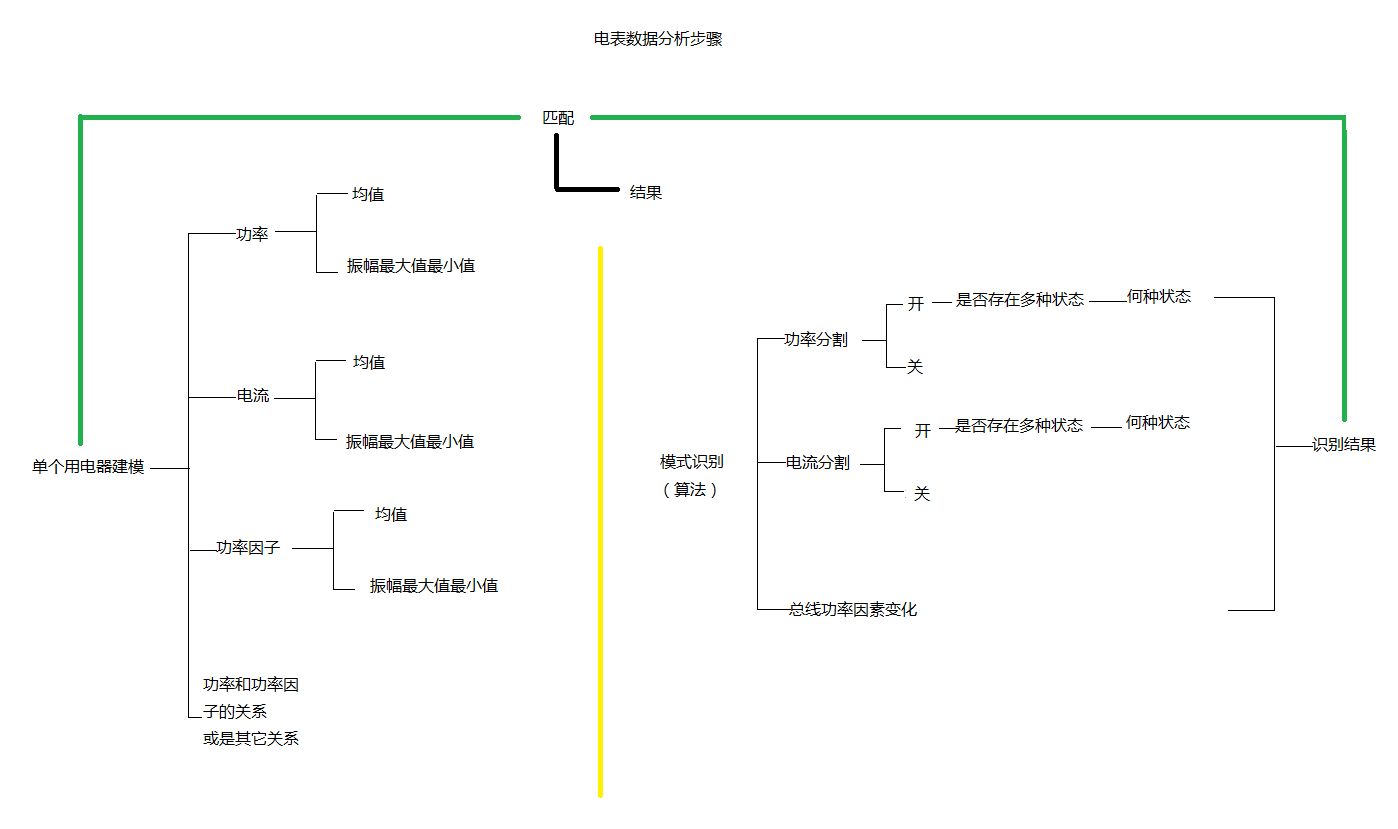 电表数据分析步骤
匹配
结果
单个用电器建模
功率
均值
振幅最大值最小值
电流
均值
振幅最大值最小值
功率因子
均值
振幅最大值最小值
功率和功率因
子的关系
或是其它关系
模式识别
（算法）
功率分割
开
是否存在多种状态
何种状态
关
电流分割
开
是否存在多种状态
何种状态
关
总线功率因素变化
识别结果